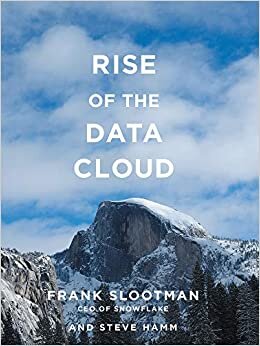 RISE
OF THE
DATA
CLOUD
FRANK SLOOTMAN
CEO OF SNOWFLAKE
AND STEVE HAMM